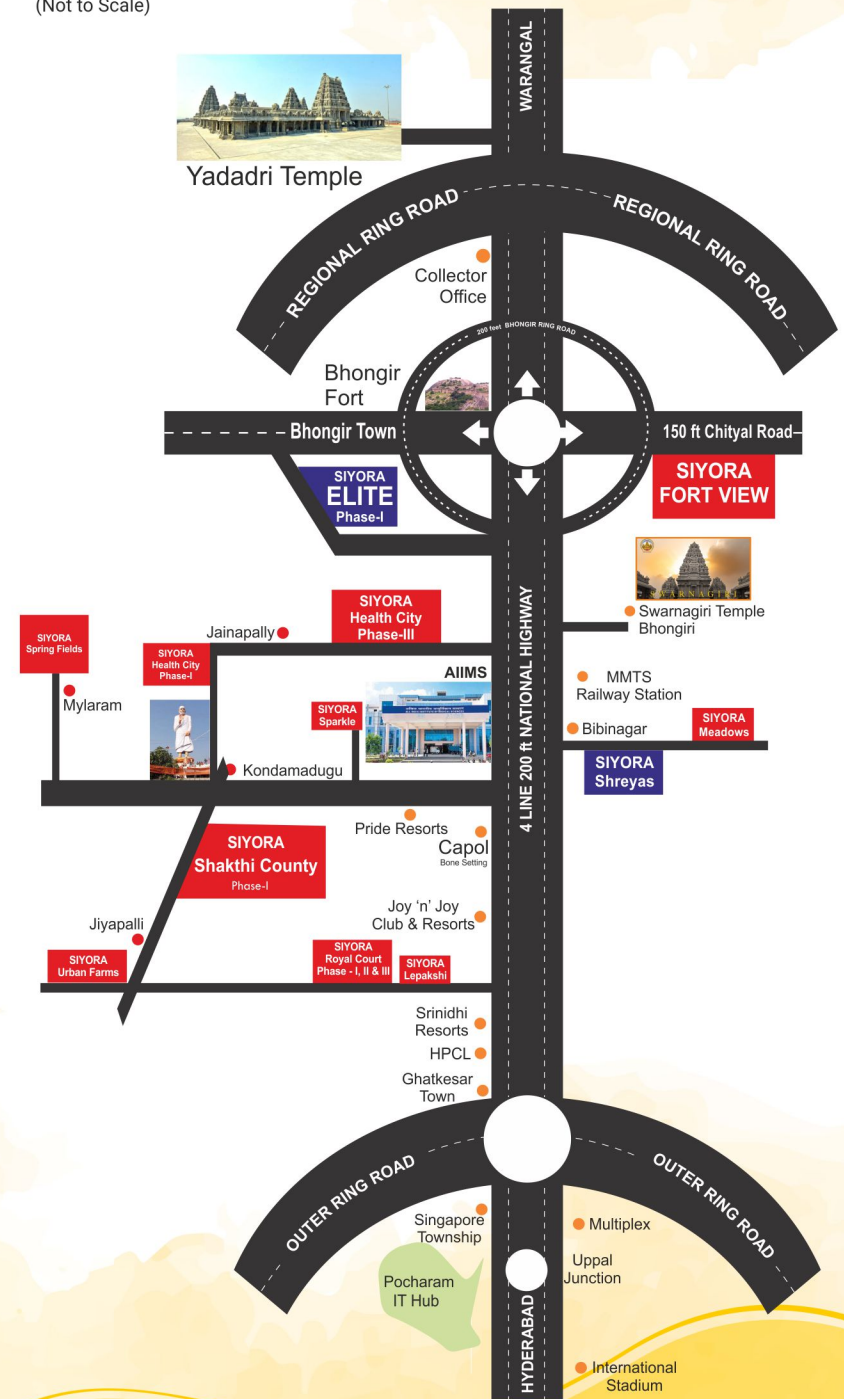 (Not to Scale)
WARANGAL
Yadadri Temple
REGIONAL RING ROAD
REGIONAL RING ROAD
Collector
Office
200 feet BHONGIR RING ROAD
Bhongir
Fort
Bhongir Town
150 ft Chityal Road
SIYORA
ELITE
Phase-I
SIYORA
FORT VIEW
SWARNAGIRI
Swarnagiri Temple
Bhongiri
4 LINE 200 ft NATIONAL HIGHWAY
SIYORA
Health City
Phase-III
Jainapally
SIYORA
Spring Fields
SIYORA
Health City
Phase-I
Mylaram
AIIMS
SIYORA
Sparkle
MMTS
Railway Station
Bibinagar
SIYORA
Meadows
SIYORA
Shreyas
Kondamadugu
Pride Resorts
Capol
Bone Setting
SIYORA
Shakthi County
Phase-I
Joy ‘n’ Joy
Club & Resorts
Jiyapalli
SIYORA
Urban Farms
SIYORA
Royal Court
Phase - I, II & III
SIYORA
Lepakshi
Srinidhi
Resorts
HPCL
Ghatkesar
Town
OUTER RING ROAD
OUTER RING ROAD
Singapore
Township
Multiplex
Uppal
Junction
Pocharam
IT Hub
HYDERABAD
International
Stadium